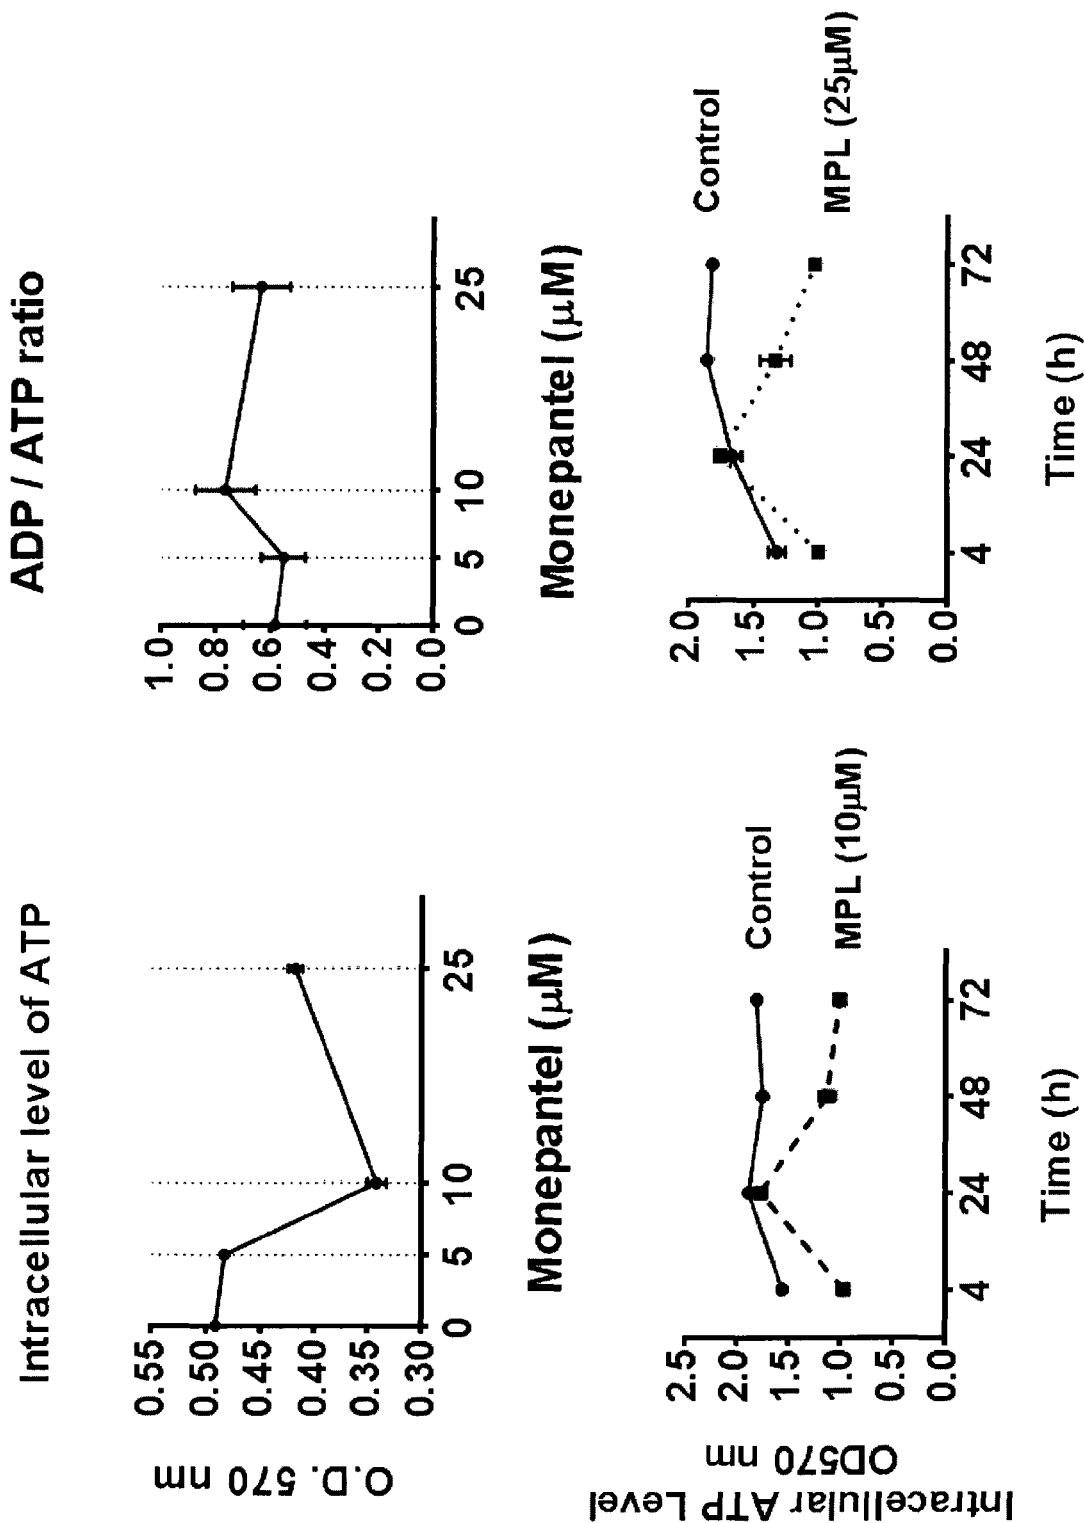 Intracellular level of ATP
O.D. 570 nm
0.55
0.50
0.45
0.40
0.35
0.30
0 5 10 25
Monepantel (μM)
ADP / ATP ratio
1.0
0.8
0.6
0.4
0.2
0.0
0 5 10 25
Monepantel (μM)
Intracellular ATP Level
OD570 nm
2.5
2.0
1.5
1.0
0.5
0.0
4 24 48 72
Time (h)
Control
MPL (10μM)
2.0
1.5
1.0
0.5
0.0
4 24 48 72
Time (h)
Control
MPL (25μM)